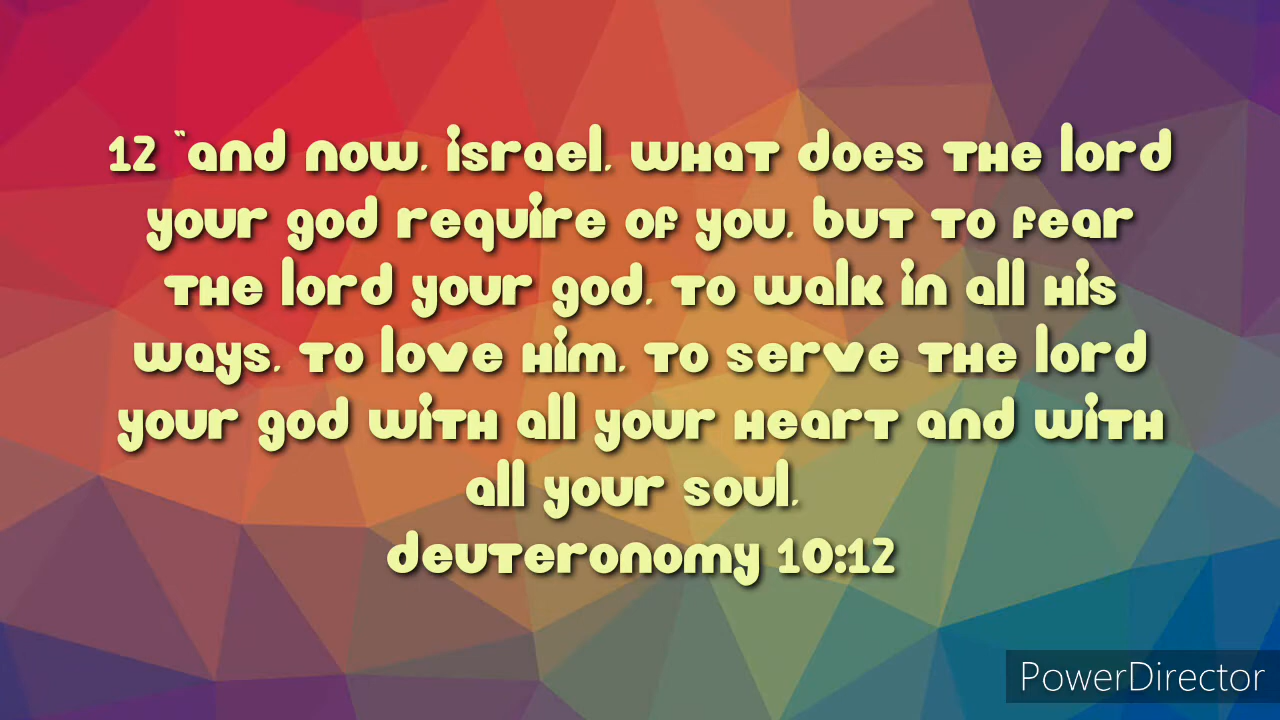 12 "and now, israel, what does the lord
your god require of you, but to fear
the lord your god, to walk in all his
ways, to love him, to serve the lord
your god with all your heart and with
all your soul,
deuteronomy 10:12
PowerDirector